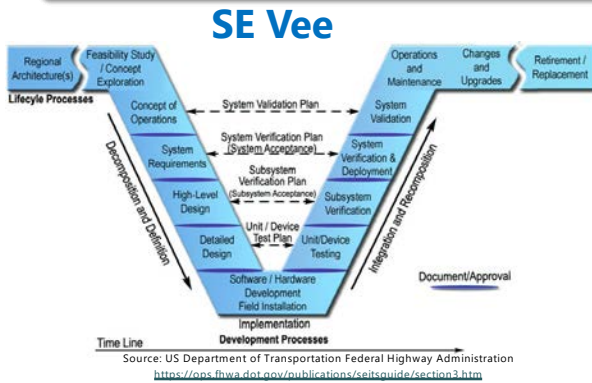 SE Vee
Regional
Architecture(s)
Feasibility Study
/ Concept
Exploration
Operations
and
Maintenance
Changes
and
Upgrades
Retirement /
Replacement
Lifecyle Processes
Concept of
Operations
System Validation Plan
System
Validation
System
Requirements
System Verification Plan
(System Acceptance)
System
Verification &
Deployment
High-Level
Design
Subsystem
Verification Plan
(Subsystem Acceptance)
Subsystem
Verification
Detailed
Design
Unit / Device
Test Plan
Unit/Device
Testing
Decomposition and Definition
Integration and Recomposition
Software / Hardware
Development
Field Installation
Document/Approval
Implementation
Time Line
Development Processes
Source: US Department of Transportation Federal Highway Administration
https://ops.fhwa.dot.gov/publications/seitsguide/section3.htm